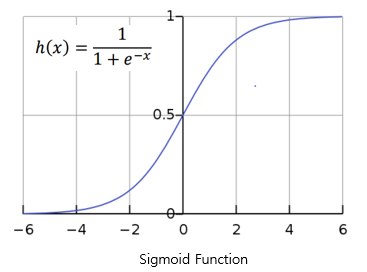 1
h(x) = 1 / (1 + e^{-x})
0.5
0
−6 −4 −2 0 2 4 6
Sigmoid Function